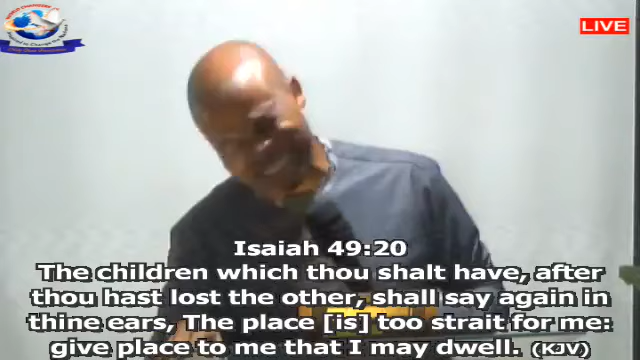 LIVE
Isaiah 49:20
The children which thou shalt have, after
thou hast lost the other, shall say again in
thine ears, The place [is] too strait for me:
give place to me that I may dwell. (KJV)